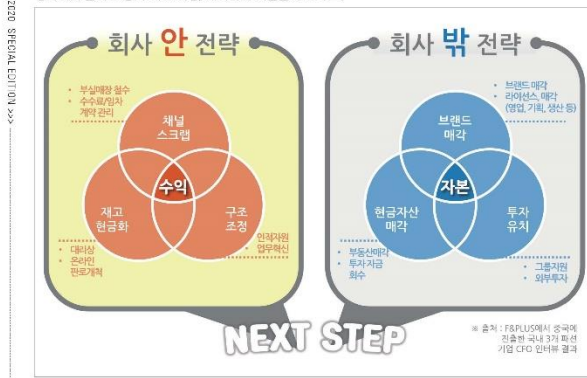 2020 SPECIAL EDITION >>>
회사 안 전략
• 부실매장 철수
• 수수료/임차
계약 관리
채널
스크랩
수익
재고
현금화
구조
조정
• 대리상
• 온라인
판로개척
• 인적자원
• 업무혁신
회사 밖 전략
• 브랜드 매각
• 라이선스, 매각
(영업, 기획, 생산 등)
브랜드
매각
자본
현금자산
매각
투자
유치
• 부동산매각
• 투자 자금
회수
• 그룹지원
• 외부투자
NEXT STEP
※ 출처 : F&PLUS에서 중국에
진출한 국내 3개 패션
기업 CFO 인터뷰 결과